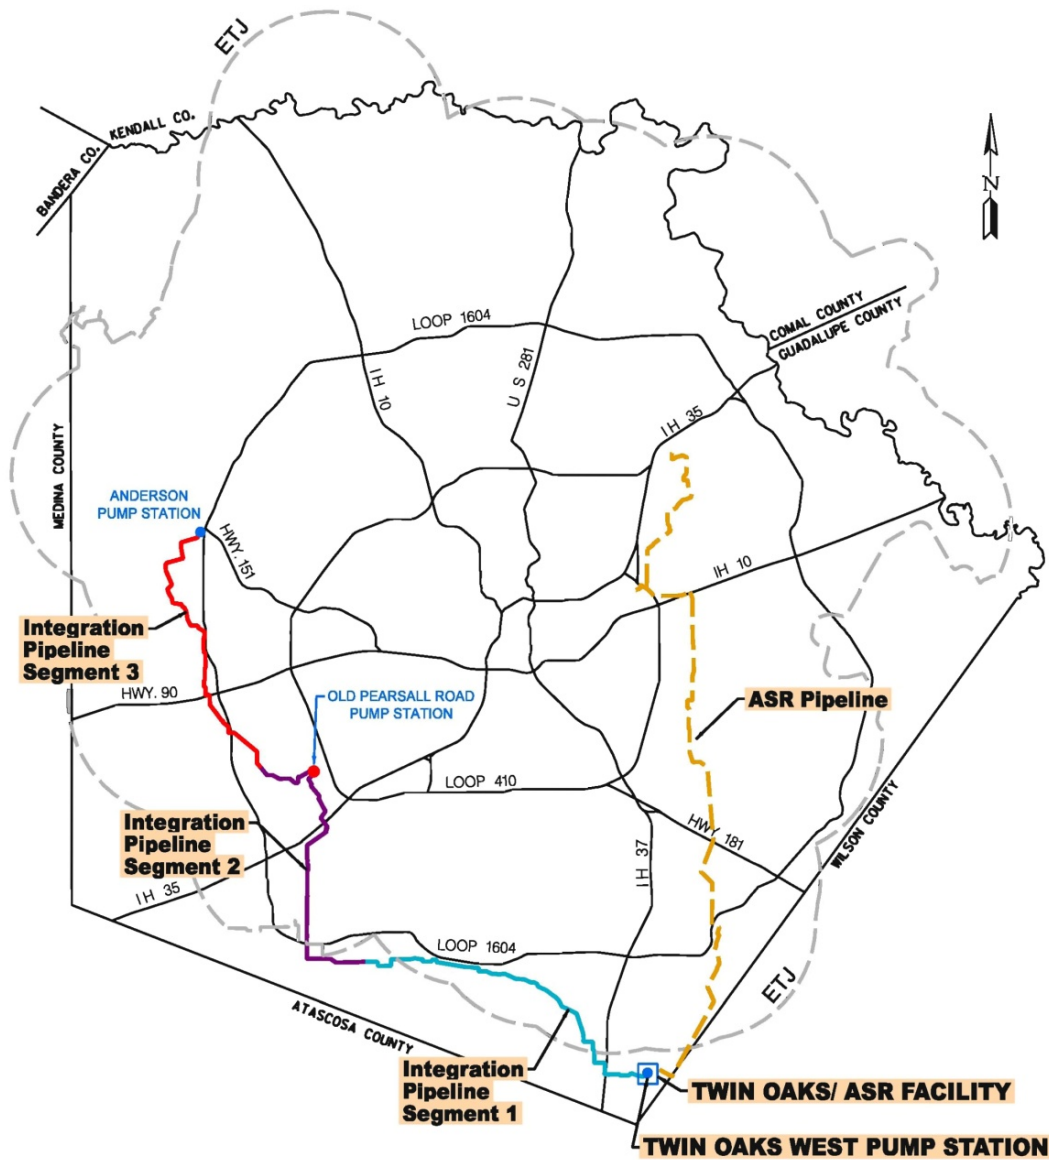 ETJ
KENDALL CO.
BANDERA CO.
N
COMAL COUNTY
GUADALUPE COUNTY
LOOP 1604
IH 10
U S 281
IH 35
MEDINA COUNTY
ANDERSON
PUMP STATION
HWY. 151
IH 10
Integration
Pipeline
Segment 3
HWY. 90
OLD PEARSALL ROAD
PUMP STATION
ASR Pipeline
LOOP 410
HWY 181
WILSON COUNTY
Integration
Pipeline
Segment 2
IH 35
IH 37
LOOP 1604
ETJ
ATASCOSA COUNTY
Integration
Pipeline
Segment 1
TWIN OAKS/ ASR FACILITY
TWIN OAKS WEST PUMP STATION